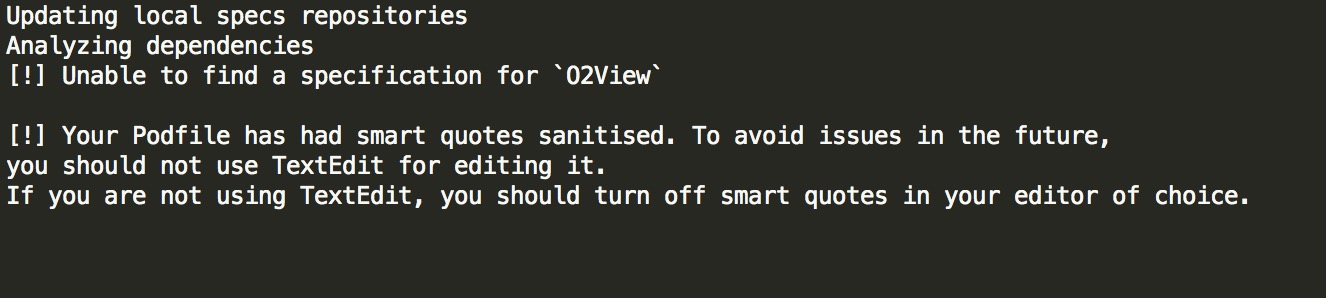 Updating local specs repositories
Analyzing dependencies
[!] Unable to find a specification for `O2View`
[!] Your Podfile has had smart quotes sanitised. To avoid issues in the future,
you should not use TextEdit for editing it.
If you are not using TextEdit, you should turn off smart quotes in your editor of choice.